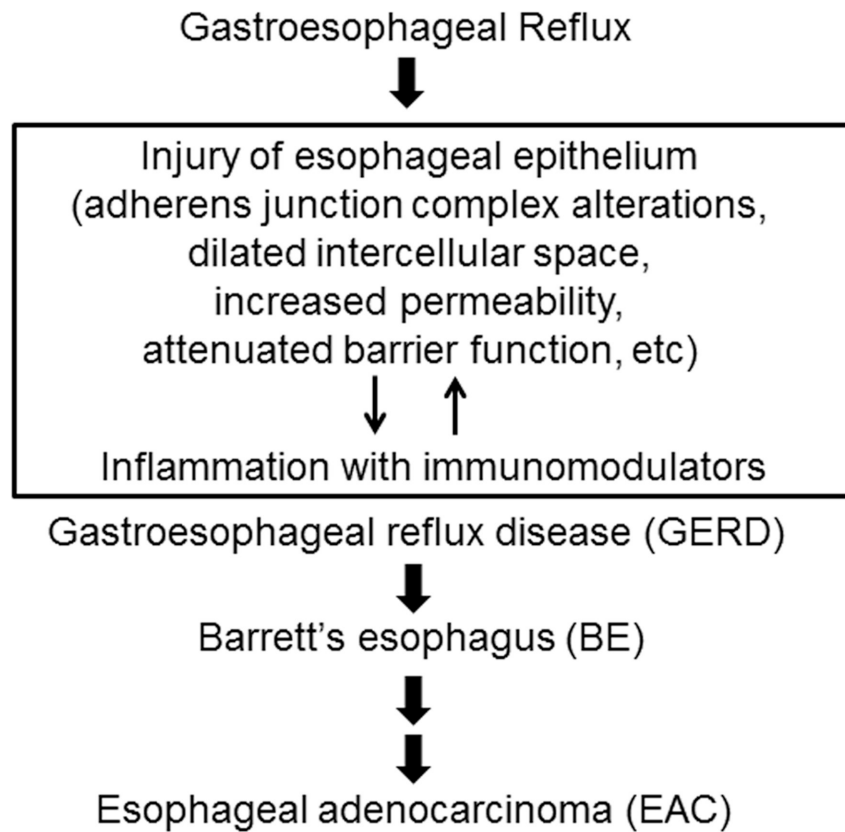 Gastroesophageal Reflux
Injury of esophageal epithelium
(adherens junction complex alterations,
dilated intercellular space,
increased permeability,
attenuated barrier function, etc)
Inflammation with immunomodulators
Gastroesophageal reflux disease (GERD)
Barrett’s esophagus (BE)
Esophageal adenocarcinoma (EAC)